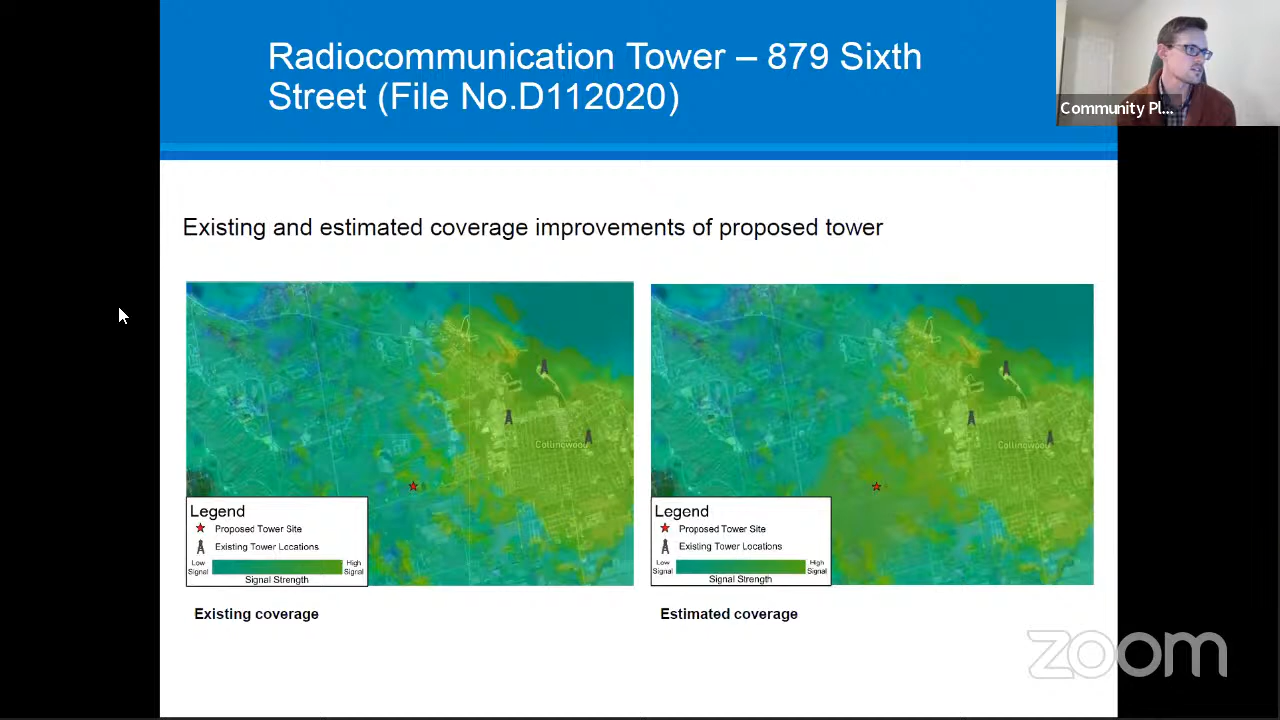 Radiocommunication Tower – 879 Sixth
Street (File No.D112020)
Community Pl...
Existing and estimated coverage improvements of proposed tower
Collingwood
Collingwood
Legend
Proposed Tower Site
Existing Tower Locations
Low
Signal
High
Signal
Signal Strength
Legend
Proposed Tower Site
Existing Tower Locations
Low
Signal
High
Signal
Signal Strength
Existing coverage
Estimated coverage
zoom